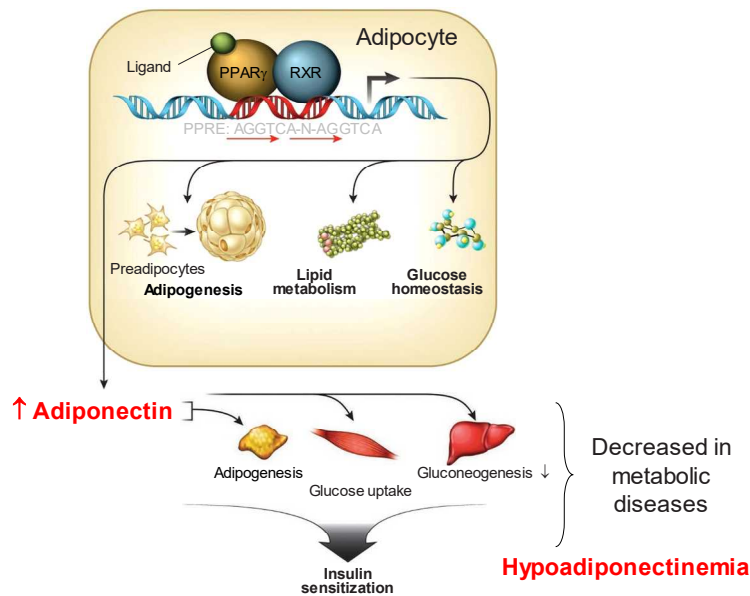 Adipocyte
Ligand
PPARγ
RXR
PPRE: AGGTCA-N-AGGTCA
Preadipocytes
Adipogenesis
Lipid
metabolism
Glucose
homeostasis
↑ Adiponectin
Adipogenesis
Glucose uptake
Gluconeogenesis ↓
Decreased in
metabolic
diseases
Insulin
sensitization
Hypoadiponectinemia